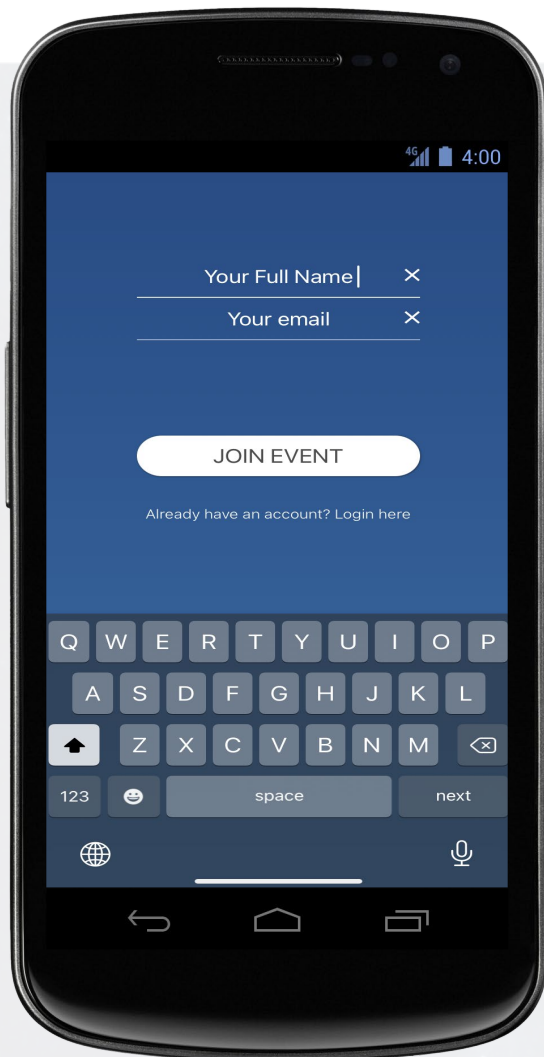 4G 4:00
Your Full Name
Your email
JOIN EVENT
Already have an account? Login here
Q W E R T Y U I O P
A S D F G H J K L
Z X C V B N M
123 space next